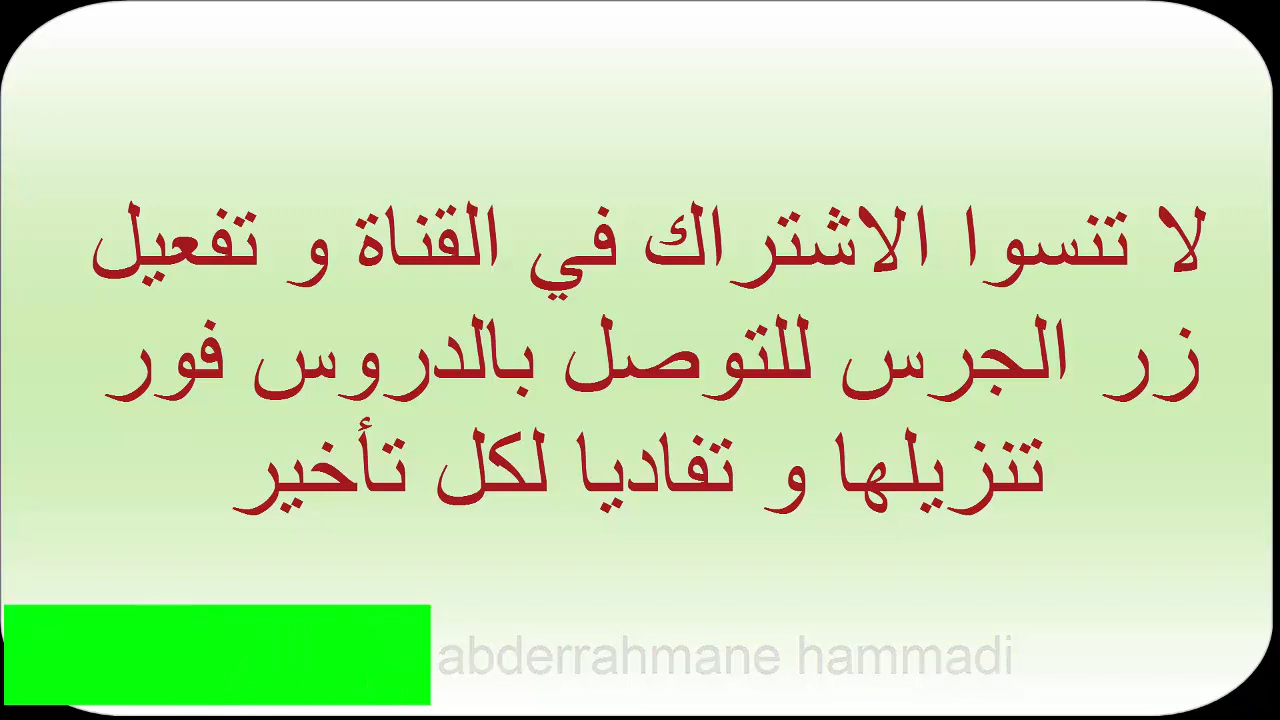 لا تنسوا الاشتراك في القناة و تفعيل
زر الجرس للتوصل بالدروس فور
تنزيلها و تفاديا لكل تأخير
abderrahmane hammadi